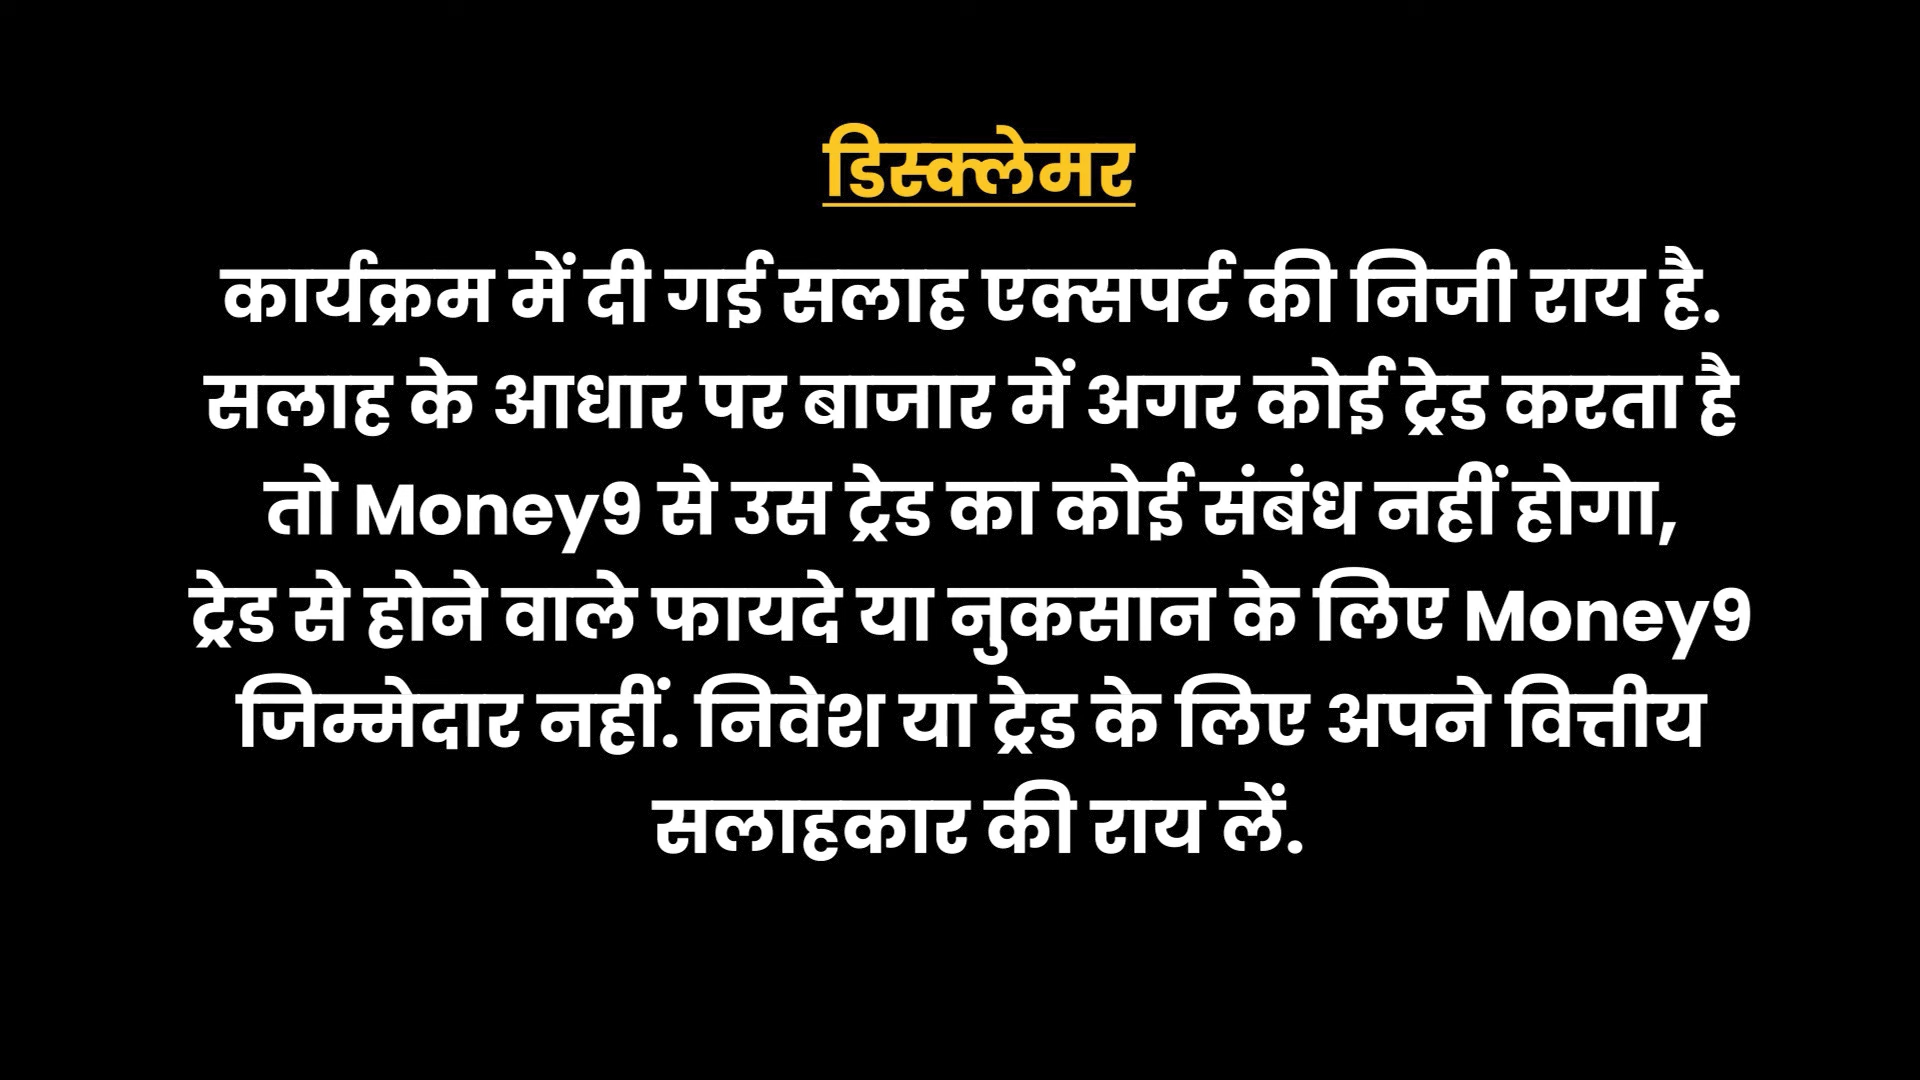 डिस्क्लेमर
कार्यक्रम में दी गई सलाह एक्सपर्ट की निजी राय है.
सलाह के आधार पर बाजार में अगर कोई ट्रेड करता है
तो Money9 से उस ट्रेड का कोई संबंध नहीं होगा,
ट्रेड से होने वाले फायदे या नुकसान के लिए Money9
जिम्मेदार नहीं. निवेश या ट्रेड के लिए अपने वित्तीय
सलाहकार की राय लें.